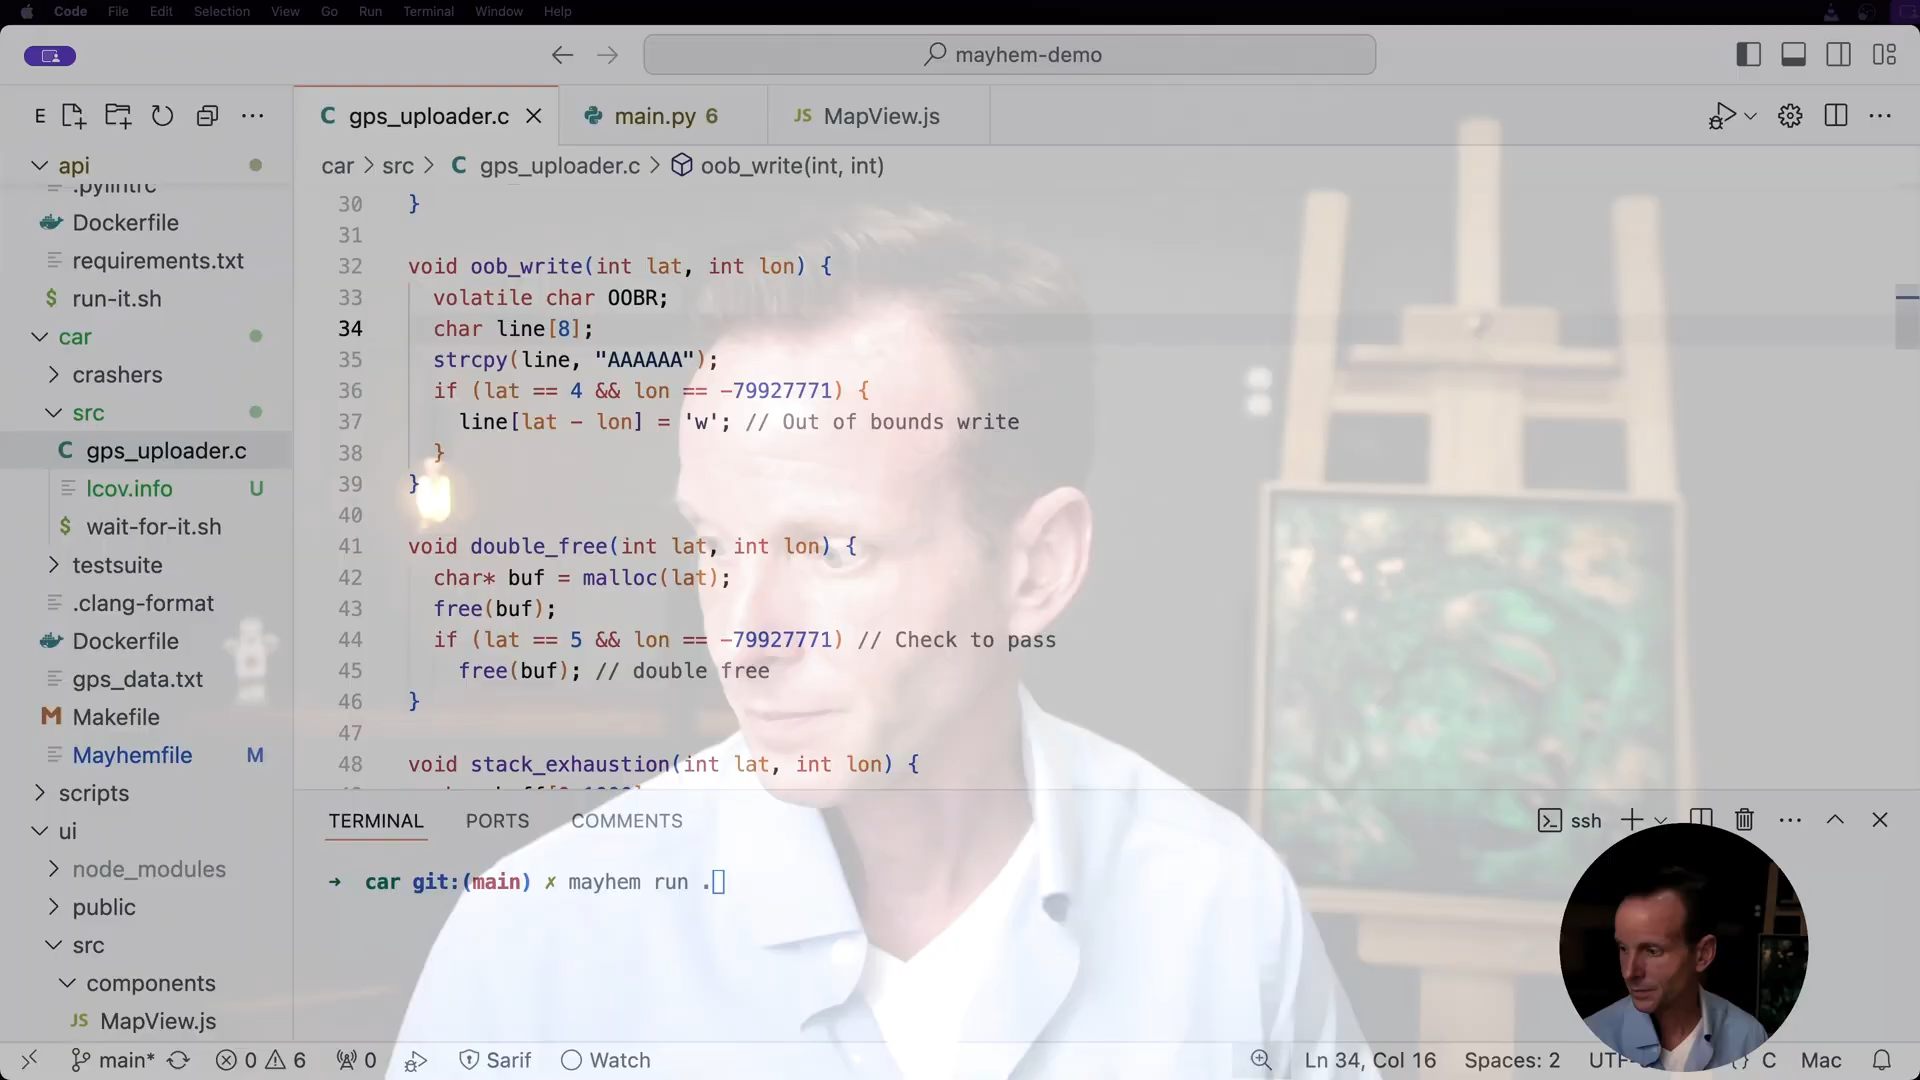 Code File Edit Selection View Go Run Terminal Window Help
mayhem-demo
E
C gps_uploader.c
main.py 6
JS MapView.js
car > src > C gps_uploader.c > oob_write(int, int)
api
.pylintrc
Dockerfile
requirements.txt
$ run-it.sh
car
crashers
src
C gps_uploader.c
lcov.info U
$ wait-for-it.sh
testsuite
.clang-format
Dockerfile
gps_data.txt
M Makefile
Mayhemfile M
scripts
ui
node_modules
public
src
components
JS MapView.js
30 }
31
32 void oob_write(int lat, int lon) {
33 volatile char OOBR;
34 char line[8];
35 strcpy(line, "AAAAAA");
36 if (lat == 4 && lon == -79927771) {
37 line[lat - lon] = 'w'; // Out of bounds write
38 }
39 }
40
41 void double_free(int lat, int lon) {
42 char* buf = malloc(lat);
43 free(buf);
44 if (lat == 5 && lon == -79927771) // Check to pass
45 free(buf); // double free
46 }
47
48 void stack_exhaustion(int lat, int lon) {
TERMINAL PORTS COMMENTS
ssh
→ car git:(main) ✗ mayhem run .
main* 0 6 0 Sarif Watch
Ln 34, Col 16 Spaces: 2 C Mac